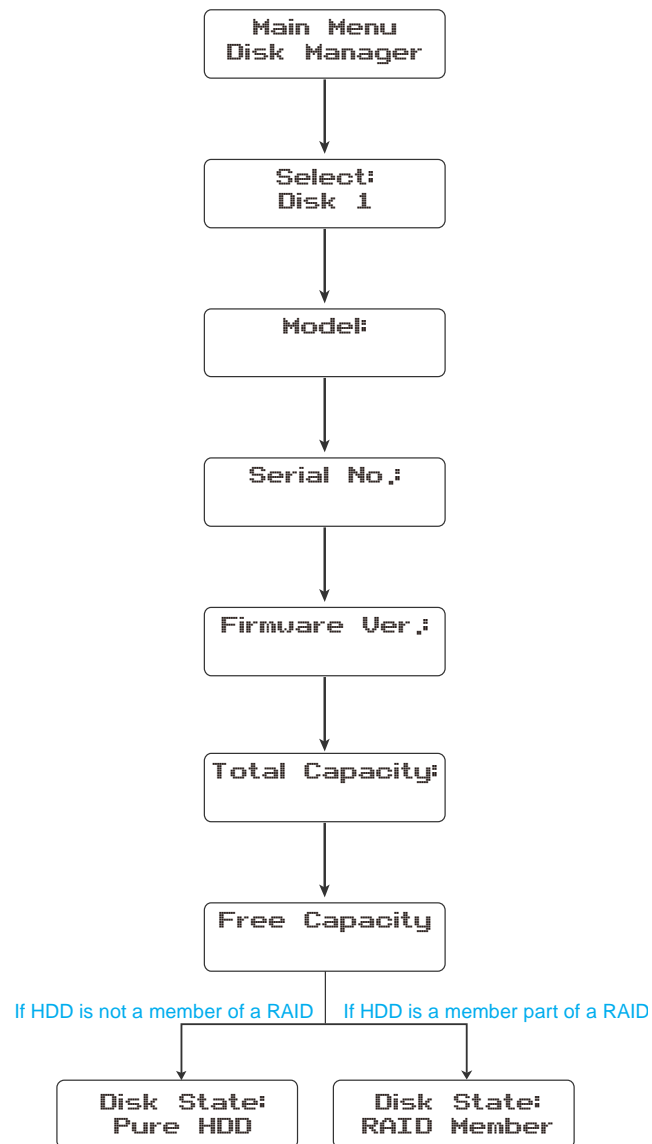 Main Menu
Disk Manager
Select:
Disk 1
Model:
Serial No.:
Firmware Ver.:
Total Capacity:
Free Capacity
If HDD is not a member of a RAID
If HDD is a member part of a RAID
Disk State:
Pure HDD
Disk State:
RAID Member